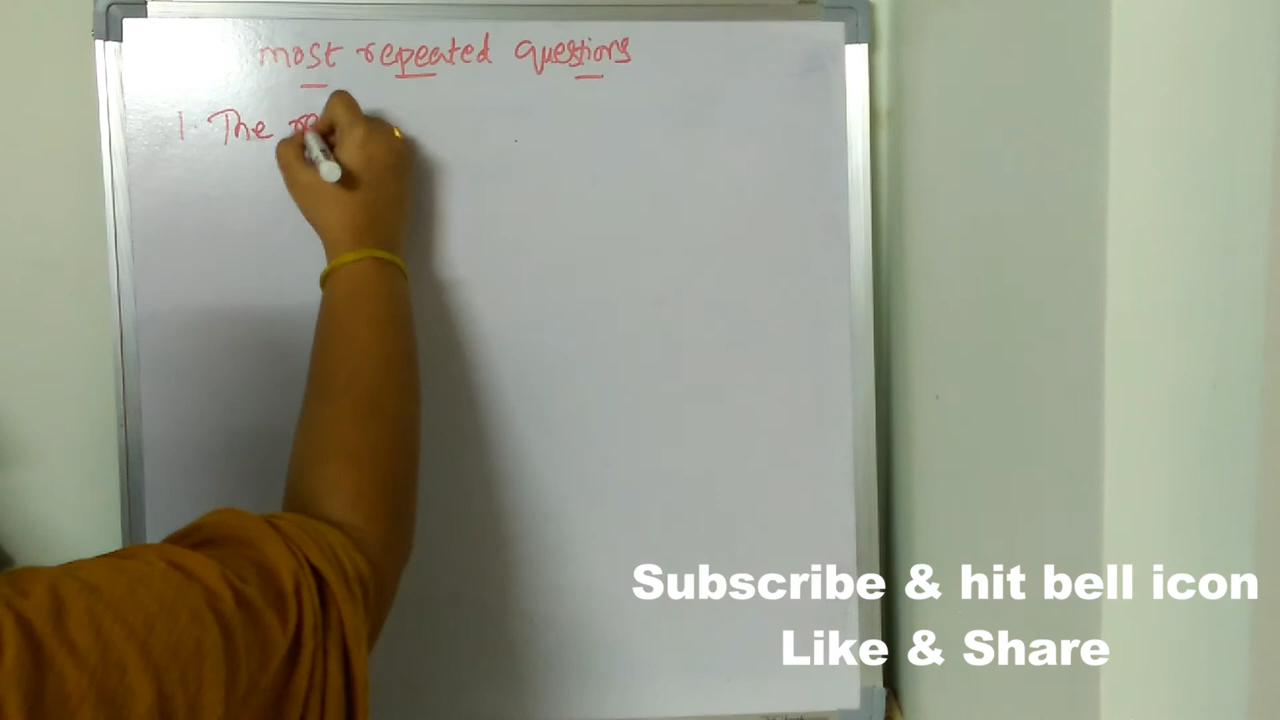 most repeated questions
1. The
Subscribe & hit bell icon
Like & Share